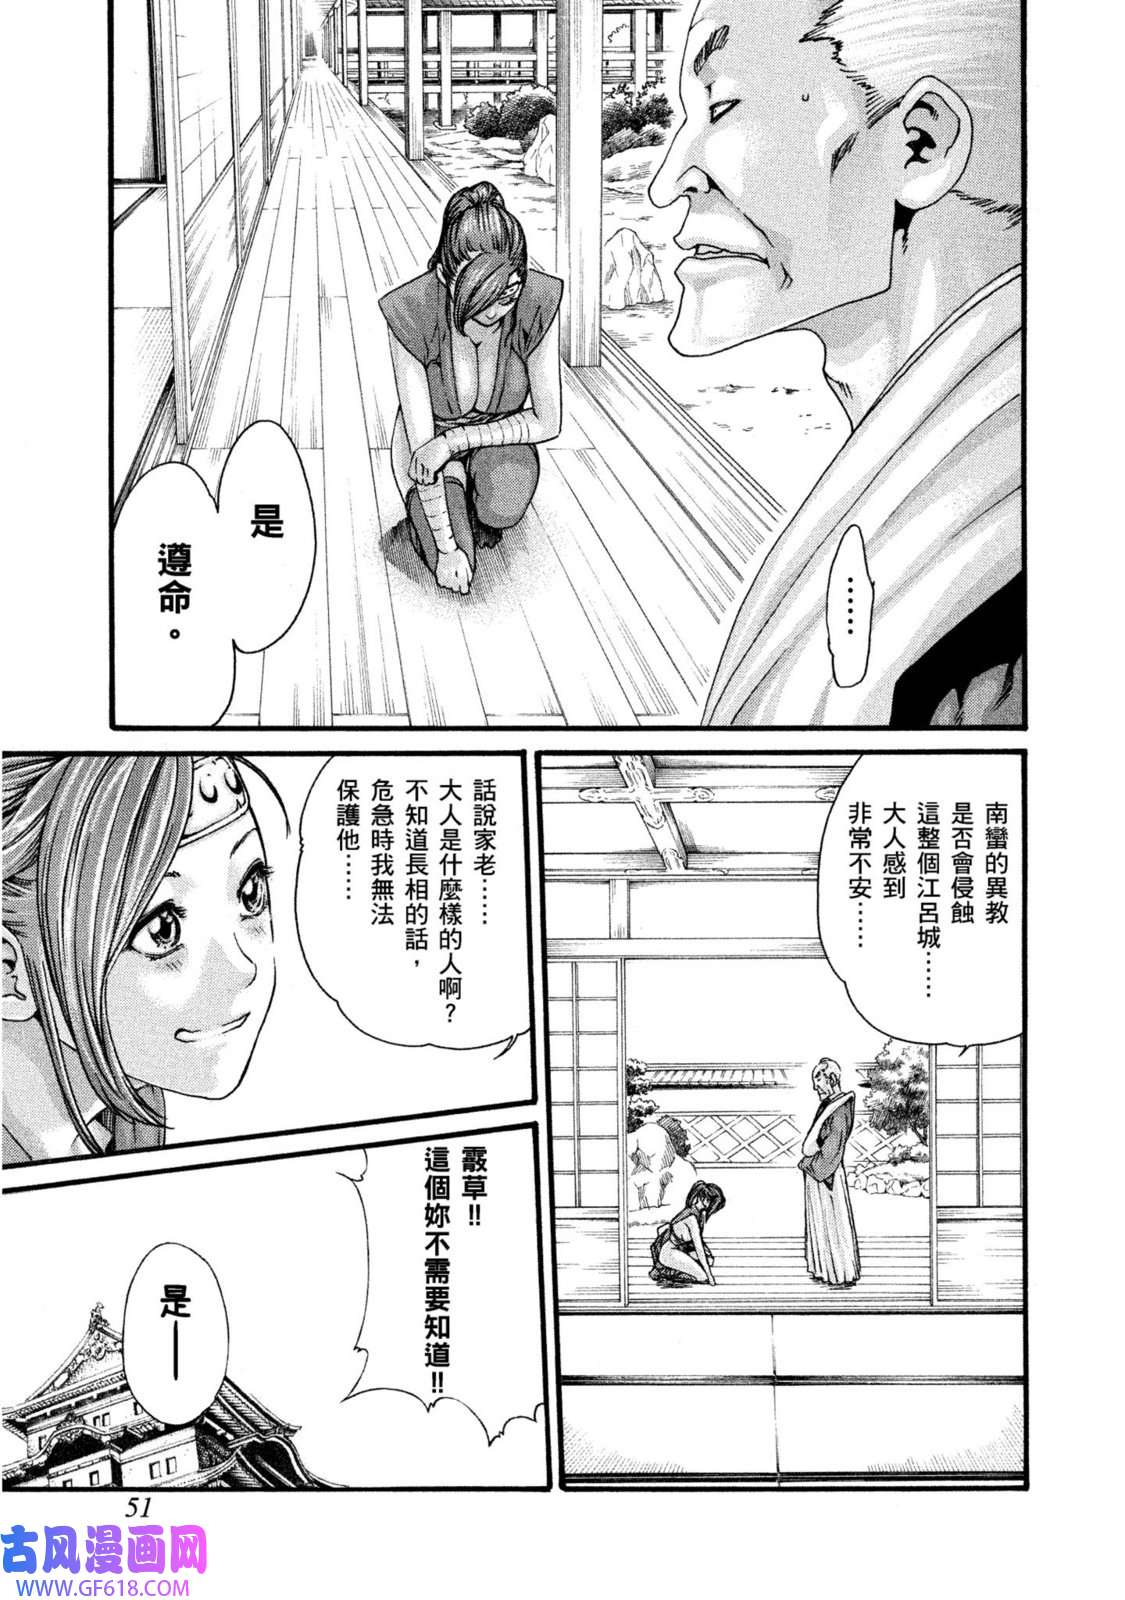 ……
是
遵命。
南蠻的異教
是否會侵蝕
這整個江呂城……
大人感到
非常不安……
話說家老……
大人是什麼樣的人啊？
不知道長相的話，
危急時我無法
保護他……
霞草!!
這個妳不需要知道!!
是—
51
古风漫画网
WWW.GF618.COM